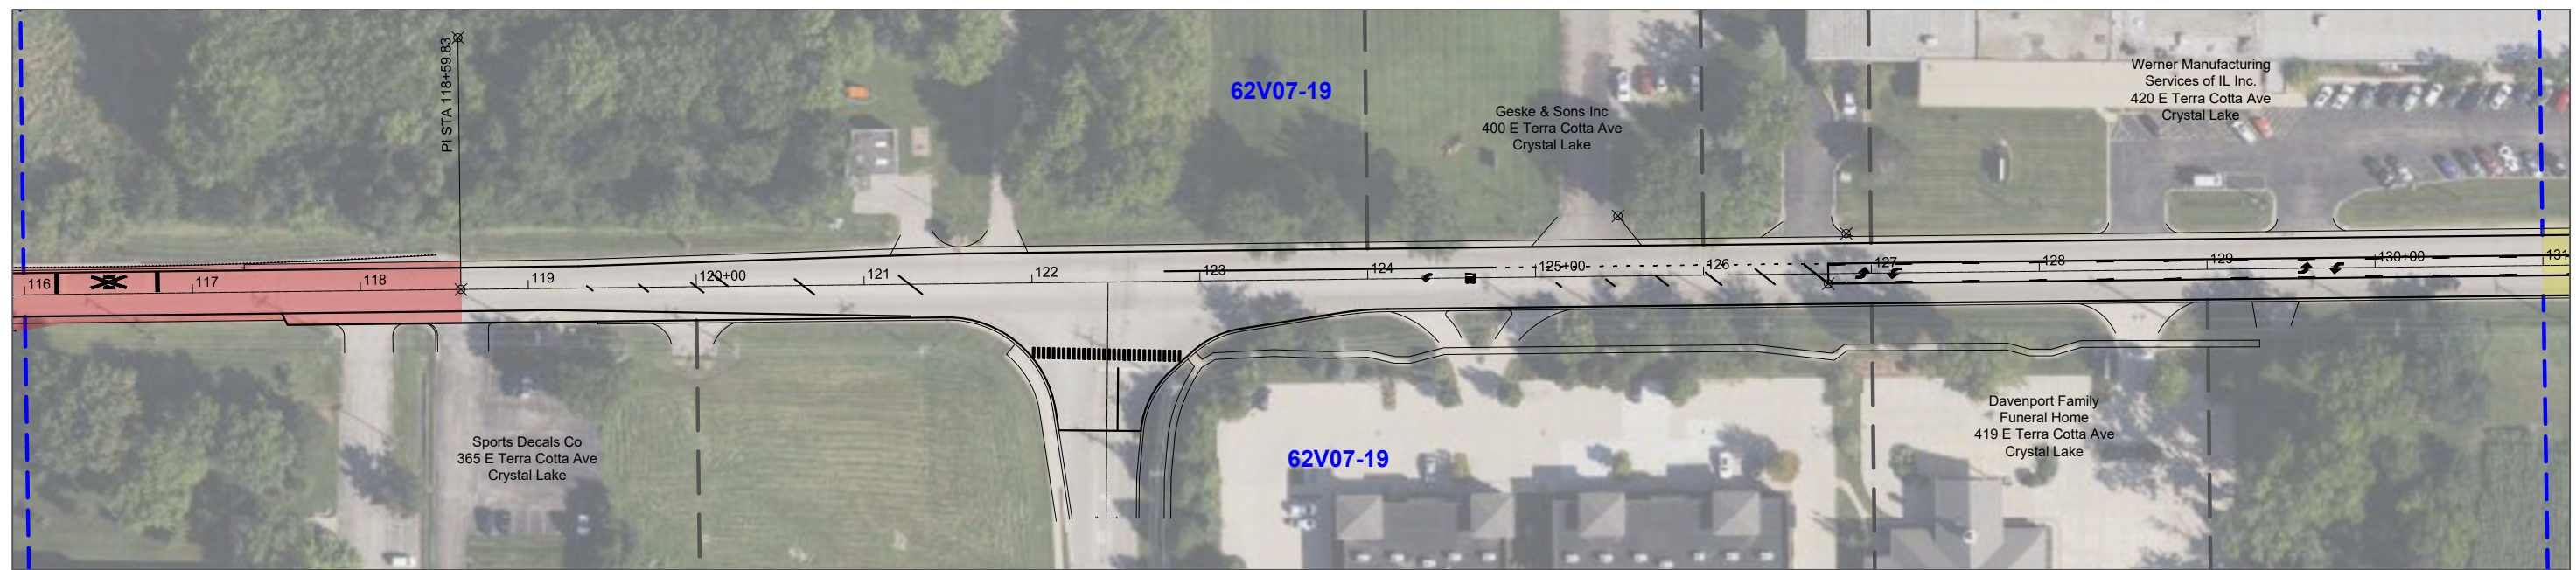 PI STA 118+59.83
62V07-19
Geske & Sons Inc
400 E Terra Cotta Ave
Crystal Lake
Werner Manufacturing
Services of IL Inc.
420 E Terra Cotta Ave
Crystal Lake
116
117
118
119
120+00
121
122
123
124
125+00
126
127
128
129
130+00
131
Sports Decals Co
365 E Terra Cotta Ave
Crystal Lake
62V07-19
Davenport Family
Funeral Home
419 E Terra Cotta Ave
Crystal Lake